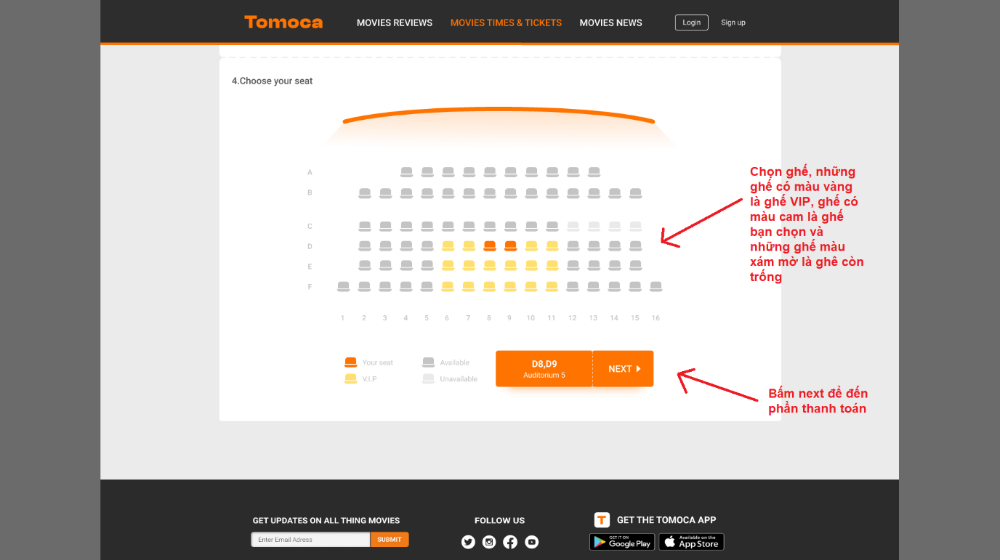 Tomoca
MOVIES REVIEWS
MOVIES TIMES & TICKETS
MOVIES NEWS
Login
Sign up
4.Choose your seat
A
B
C
D
E
F
1 2 3 4 5 6 7 8 9 10 11 12 13 14 15 16
Your seat
Available
V.I.P
Unavailable
D8,D9
Auditorium 5
NEXT
Chọn ghế, những
ghế có màu vàng
là ghế VIP, ghế có
màu cam là ghế
bạn chọn và
những ghế màu
xám mờ là ghê còn
trống
Bấm next để đến
phần thanh toán
GET UPDATES ON ALL THING MOVIES
Enter Email Adress
SUBMIT
FOLLOW US
T
GET THE TOMOCA APP
GET IT ON
Google Play
Available on the
App Store